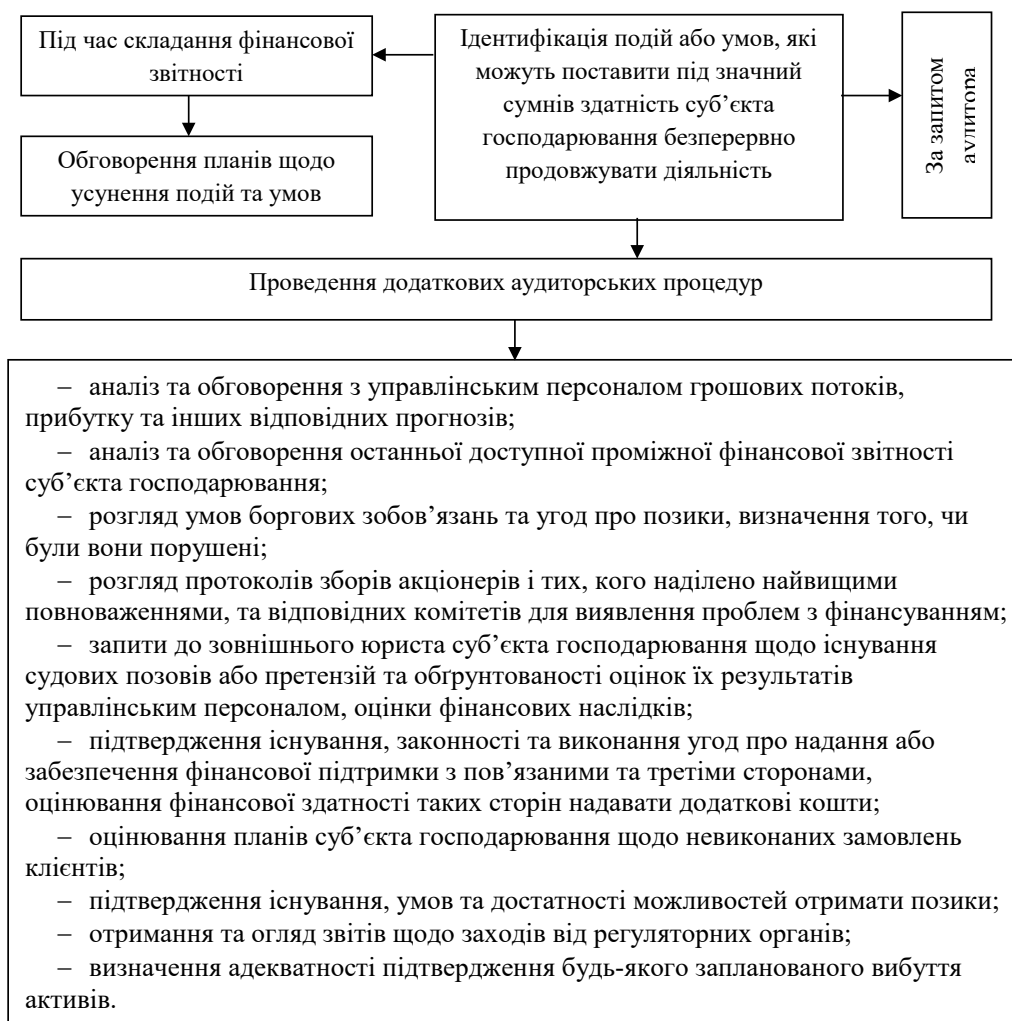 Під час складання фінансової
звітності
Обговорення планів щодо
усунення подій та умов
Ідентифікація подій або умов, які
можуть поставити під значний
сумнів здатність суб’єкта
господарювання безперервно
продовжувати діяльність
За запитом
аудитора
Проведення додаткових аудиторських процедур
– аналіз та обговорення з управлінським персоналом грошових потоків,
прибутку та інших відповідних прогнозів;
– аналіз та обговорення останньої доступної проміжної фінансової звітності
суб’єкта господарювання;
– розгляд умов боргових зобов’язань та угод про позики, визначення того, чи
були вони порушені;
– розгляд протоколів зборів акціонерів і тих, кого наділено найвищими
повноваженнями, та відповідних комітетів для виявлення проблем з фінансуванням;
– запити до зовнішнього юриста суб’єкта господарювання щодо існування
судових позовів або претензій та обґрунтованості оцінок їх результатів
управлінським персоналом, оцінки фінансових наслідків;
– підтвердження існування, законності та виконання угод про надання або
забезпечення фінансової підтримки з пов’язаними та третіми сторонами,
оцінювання фінансової здатності таких сторін надавати додаткові кошти;
– оцінювання планів суб’єкта господарювання щодо невиконаних замовлень
клієнтів;
– підтвердження існування, умов та достатності можливостей отримати позики;
– отримання та огляд звітів щодо заходів від регуляторних органів;
– визначення адекватності підтвердження будь-якого запланованого вибуття
активів.